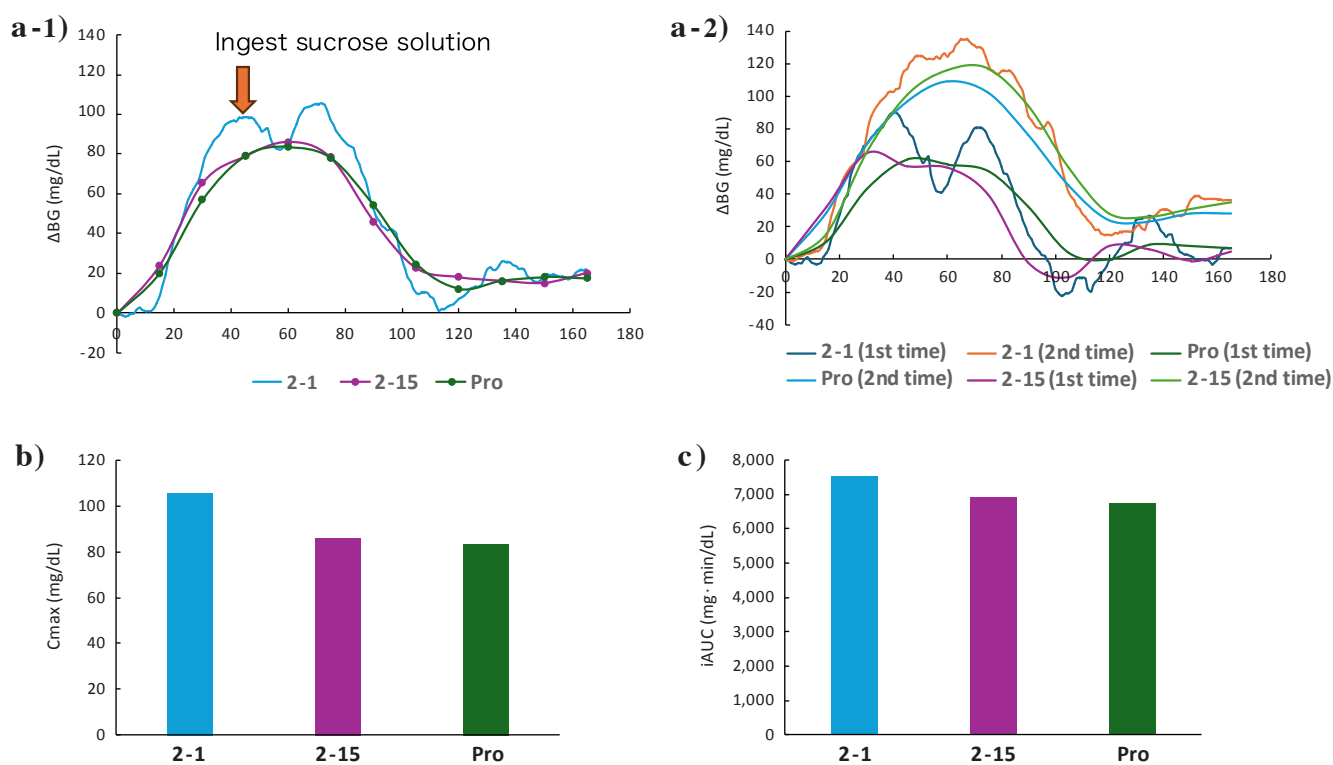 a-1)
Ingest sucrose solution
ΔBG (mg/dL)
140
120
100
80
60
40
20
0
-20
0 20 40 60 80 100 120 140 160 180
2-1 2-15 Pro
a-2)
ΔBG (mg/dL)
140
120
100
80
60
40
20
0
-20
-40
0 20 40 60 80 100 120 140 160 180
2-1 (1st time) 2-1 (2nd time) Pro (1st time)
Pro (2nd time) 2-15 (1st time) 2-15 (2nd time)
b)
Cmax (mg/dL)
120
100
80
60
40
20
0
2-1 2-15 Pro
c)
iAUC (mg· min/dL)
8,000
7,000
6,000
5,000
4,000
3,000
2,000
1,000
0
2-1 2-15 Pro